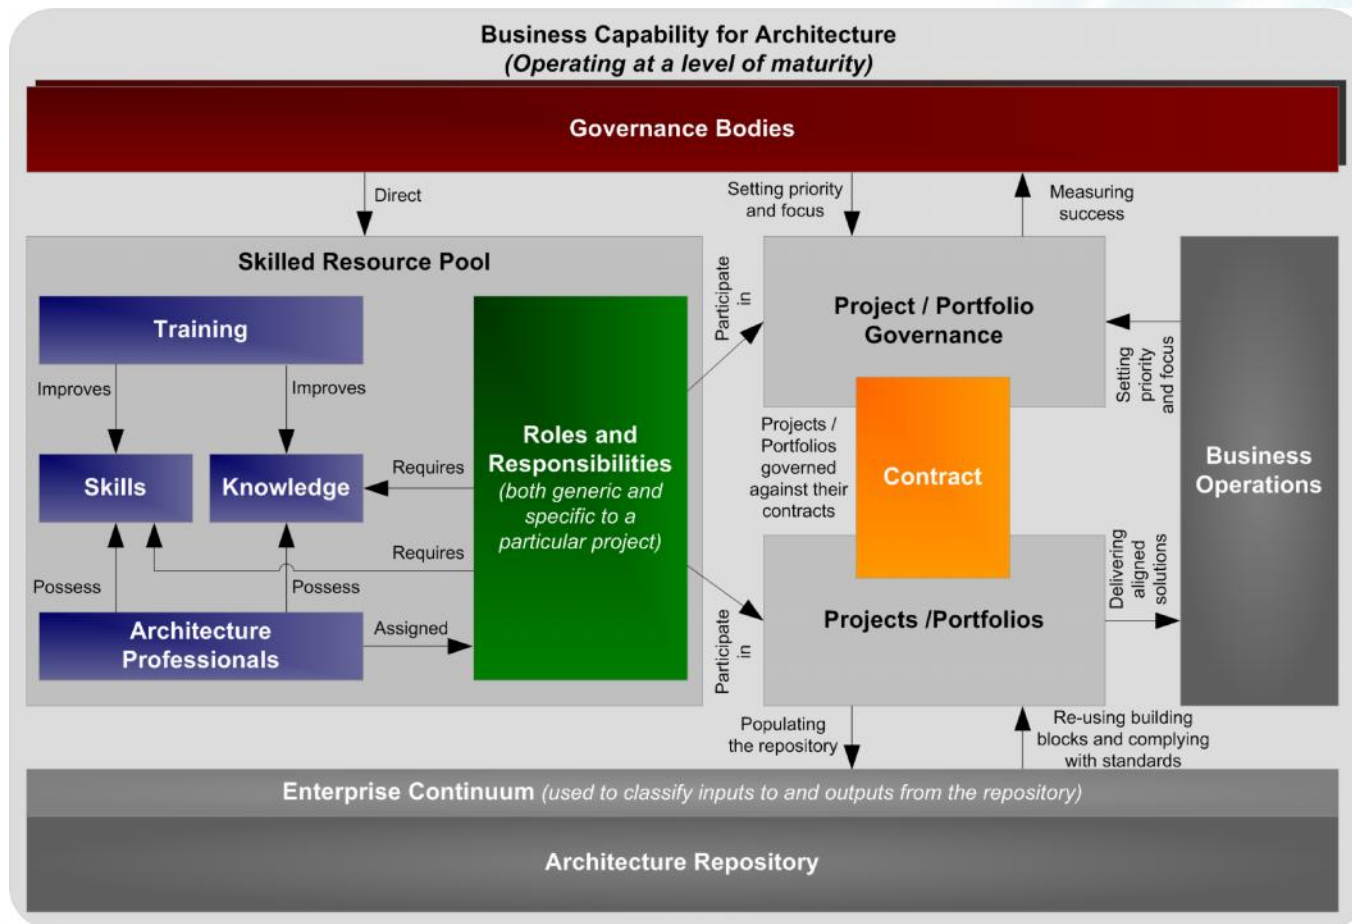 Business Capability for Architecture
(Operating at a level of maturity)
Governance Bodies
Direct
Setting priority
and focus
Measuring
success
Skilled Resource Pool
Training
Improves
Improves
Skills
Knowledge
Requires
Requires
Possess
Possess
Architecture
Professionals
Assigned
Roles and
Responsibilities
(both generic and
specific to a
particular project)
Participate
in
Participate
in
Project / Portfolio
Governance
Projects /
Portfolios
governed
against their
contracts
Contract
Projects /Portfolios
Setting
priority
and focus
Delivering
aligned
solutions
Business
Operations
Populating
the repository
Re-using building
blocks and complying
with standards
Enterprise Continuum (used to classify inputs to and outputs from the repository)
Architecture Repository